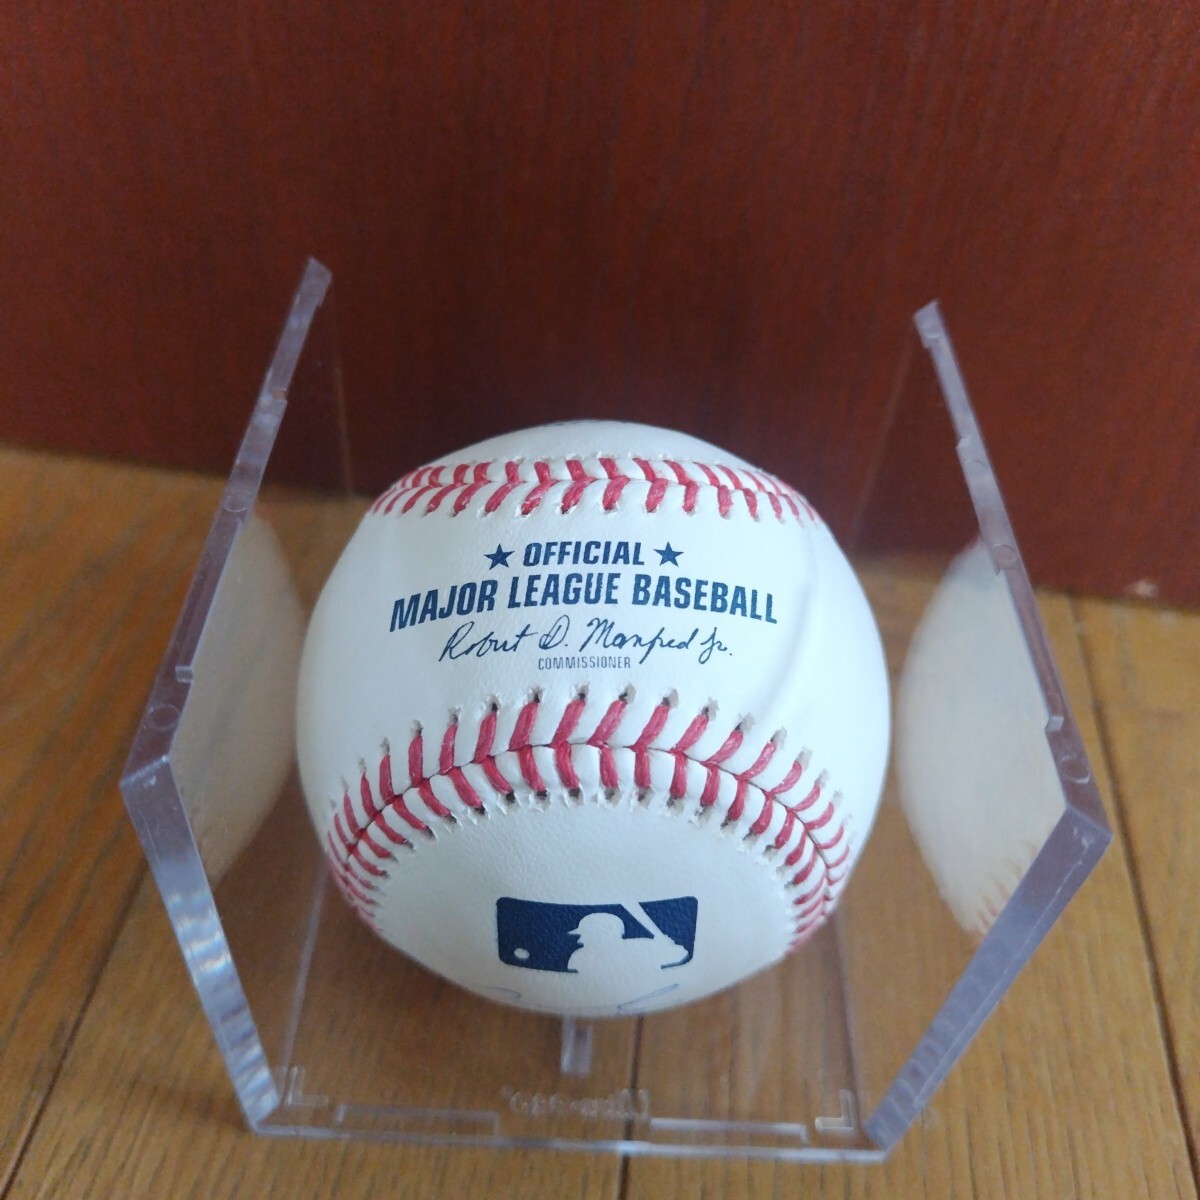 ★ OFFICIAL ★
MAJOR LEAGUE BASEBALL
Robert D. Manfred Jr.
COMMISSIONER